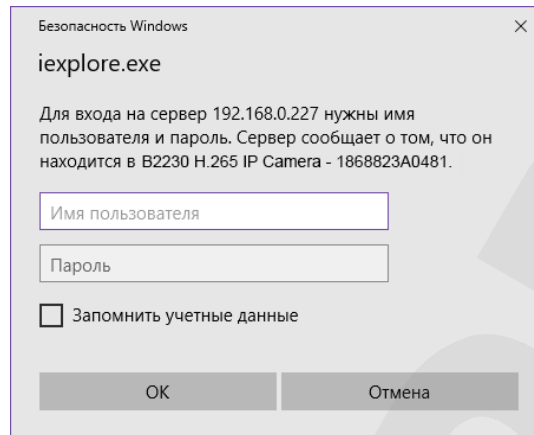 Безопасность Windows
iexplore.exe
Для входа на сервер 192.168.0.227 нужны имя
пользователя и пароль. Сервер сообщает о том, что он
находится в B2230 H.265 IP Camera - 1868823A0481.
Имя пользователя
Пароль
Запомнить учетные данные
ОК
Отмена